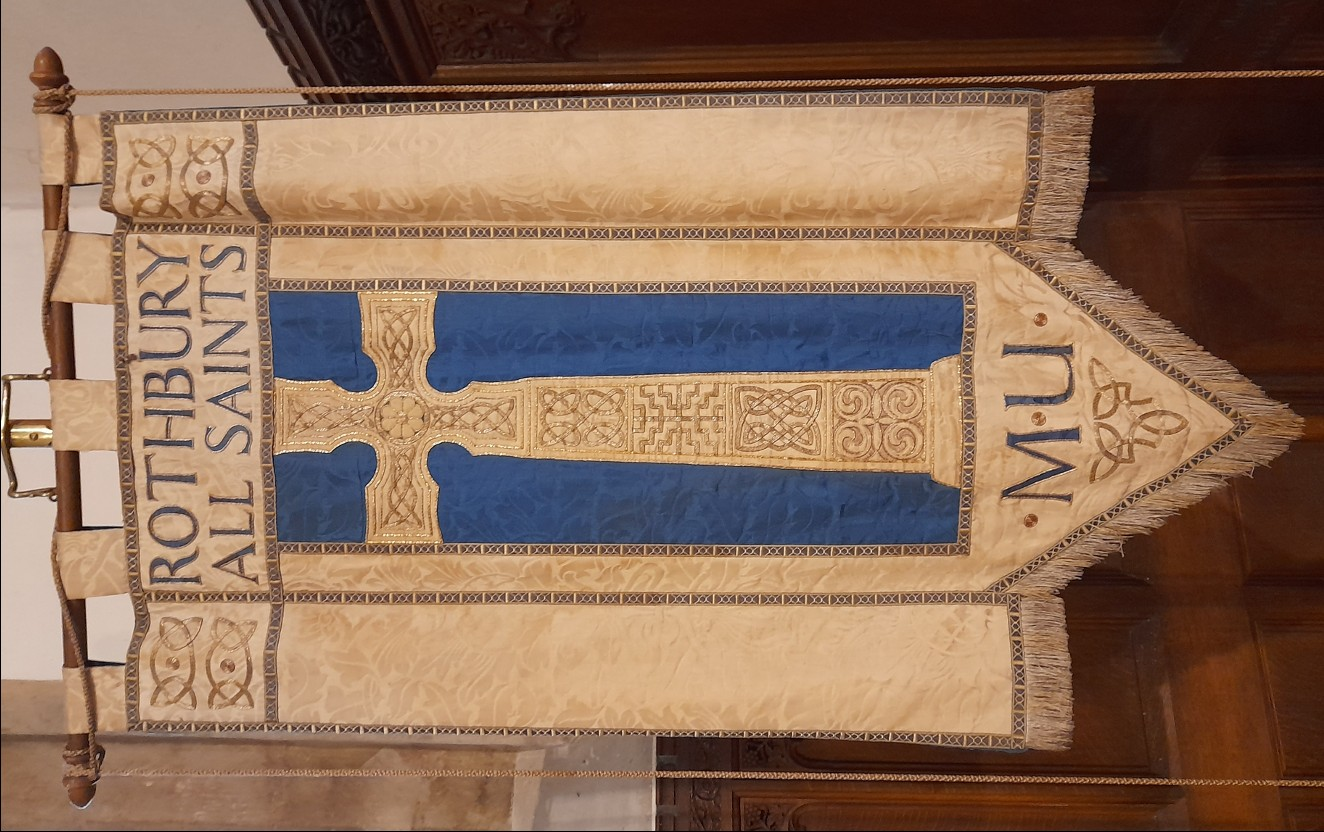 ROTHBURY
ALL SAINTS
· M · U ·